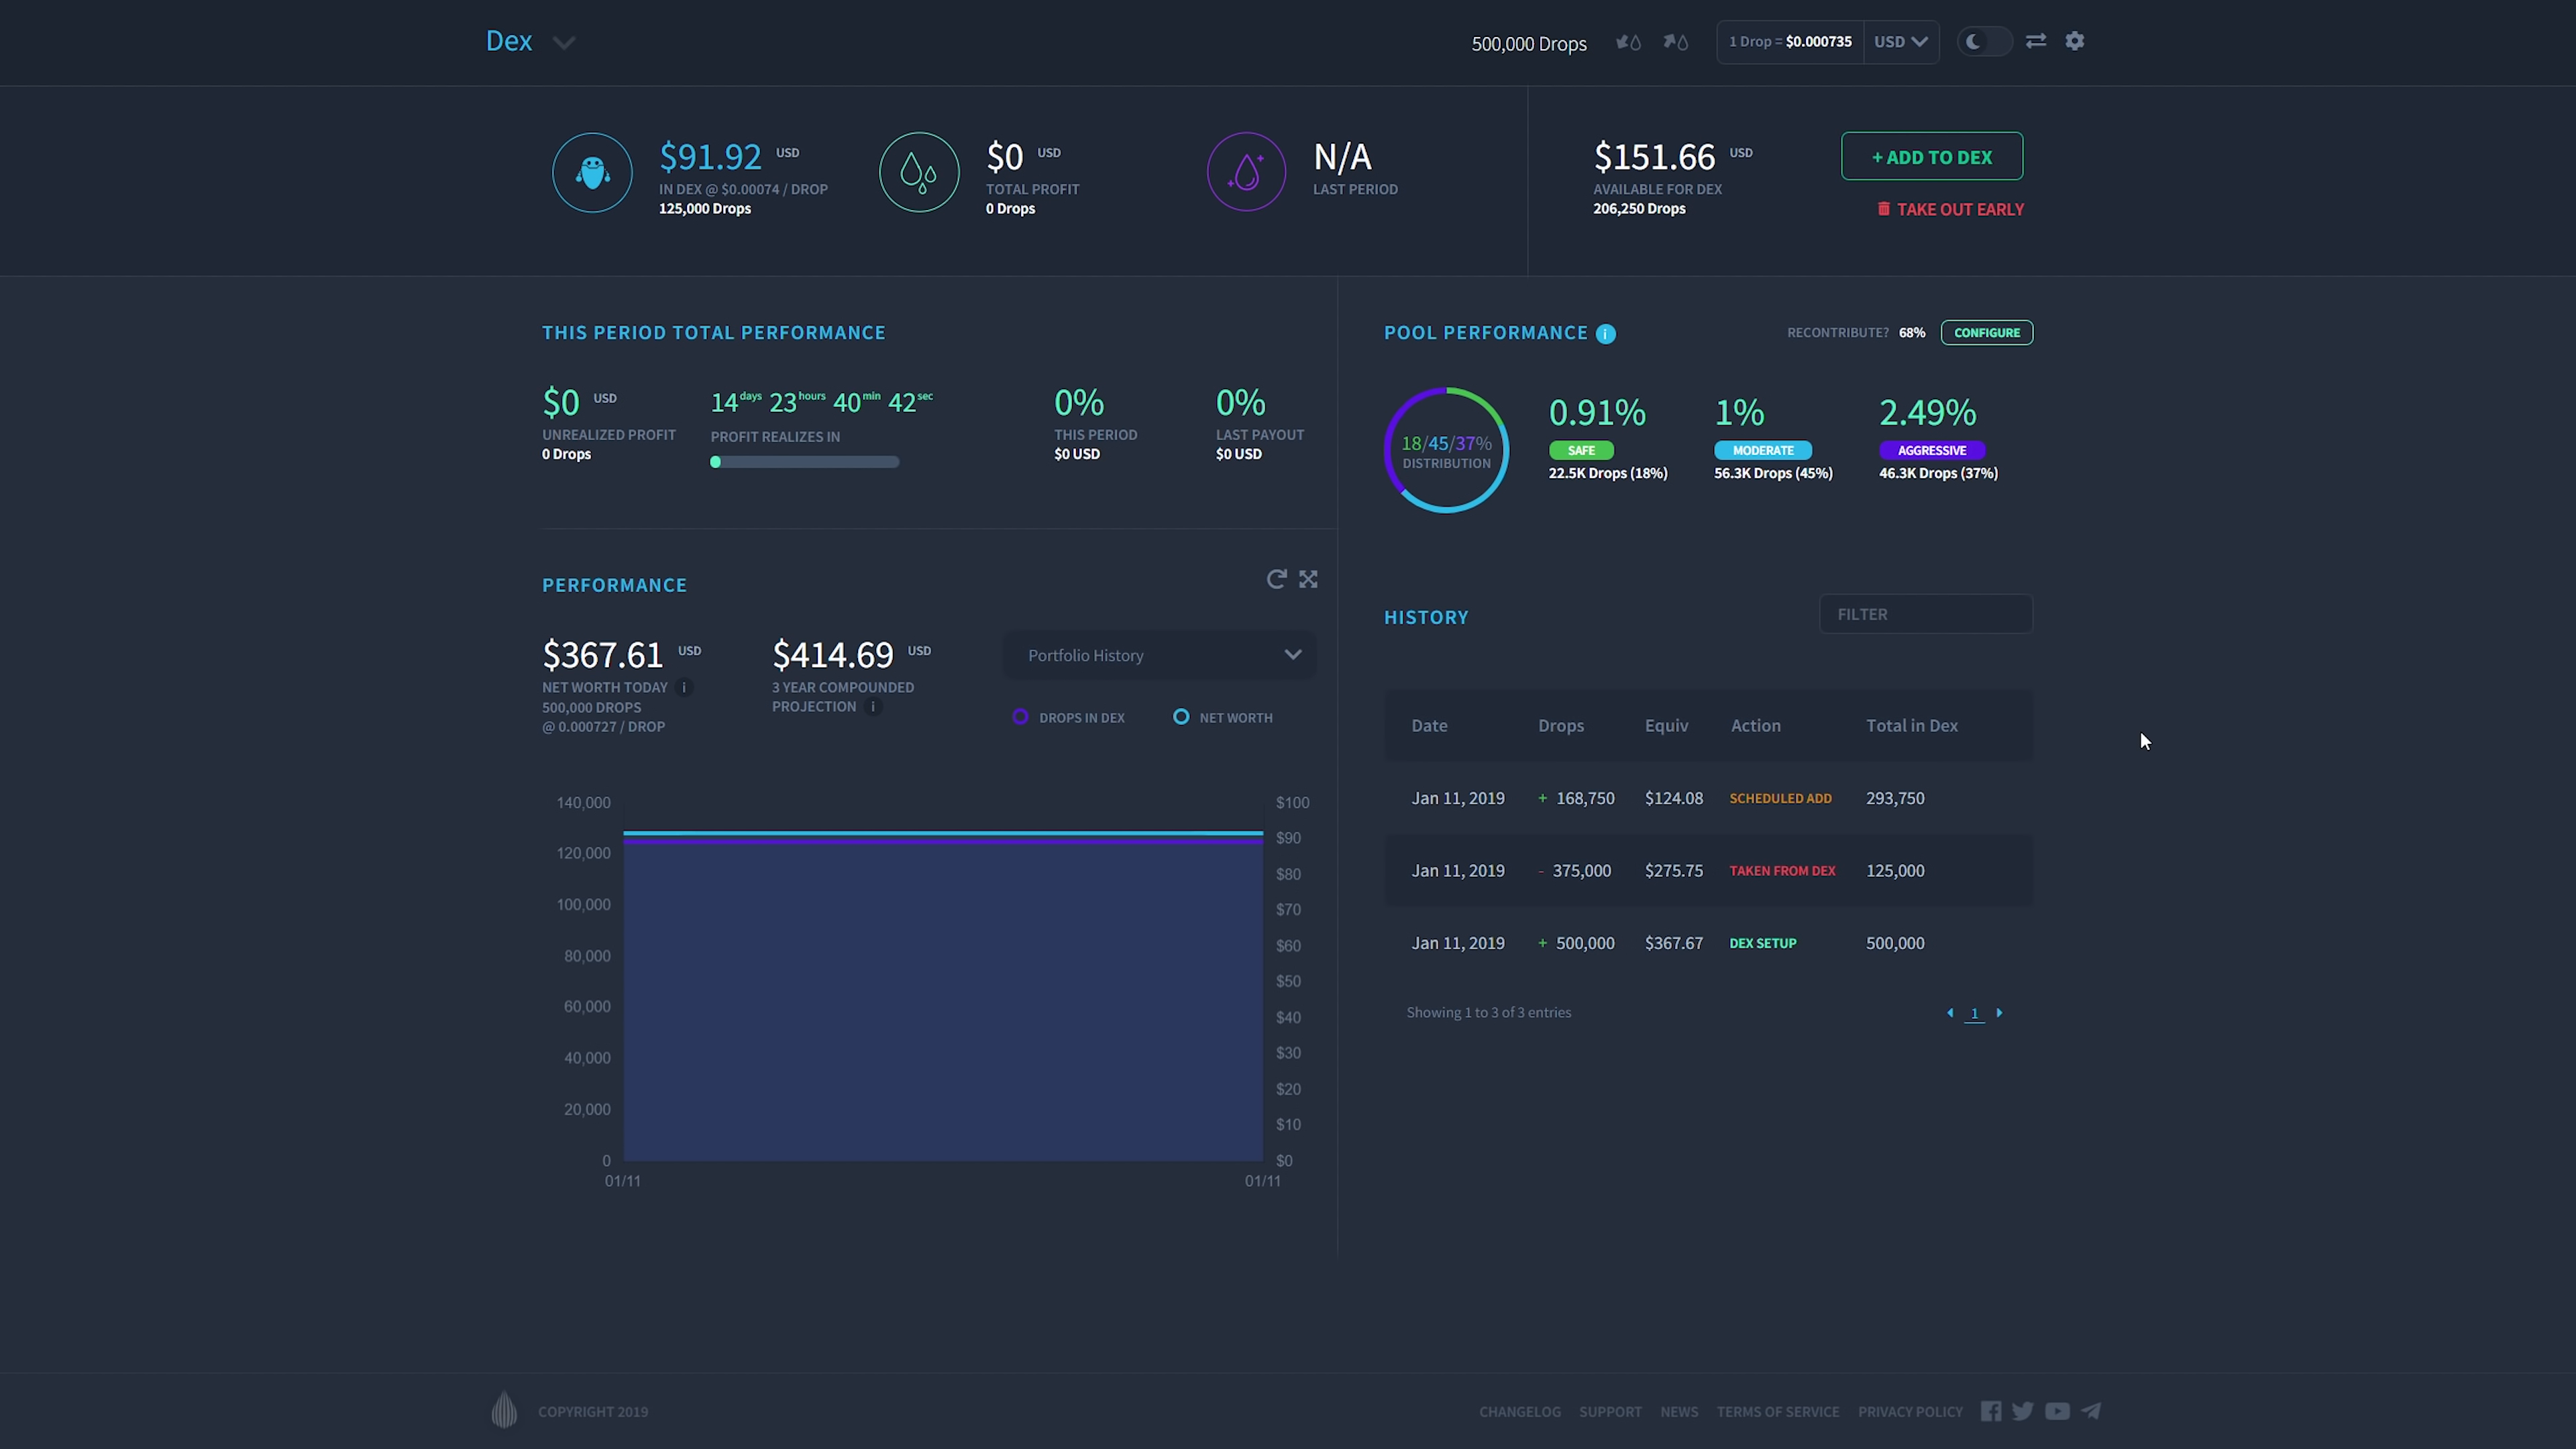 Dex
500,000 Drops
1 Drop = $0.000735
USD
$91.92 USD
IN DEX @ $0.00074 / DROP
125,000 Drops
$0 USD
TOTAL PROFIT
0 Drops
N/A
LAST PERIOD
$151.66 USD
AVAILABLE FOR DEX
206,250 Drops
+ ADD TO DEX
TAKE OUT EARLY
THIS PERIOD TOTAL PERFORMANCE
$0 USD
UNREALIZED PROFIT
0 Drops
14 days 23 hours 40 min 42 sec
PROFIT REALIZES IN
0%
THIS PERIOD
$0 USD
0%
LAST PAYOUT
$0 USD
POOL PERFORMANCE i
RECONTRIBUTE? 68%
CONFIGURE
18/45/37%
DISTRIBUTION
0.91%
SAFE
22.5K Drops (18%)
1%
MODERATE
56.3K Drops (45%)
2.49%
AGGRESSIVE
46.3K Drops (37%)
PERFORMANCE
$367.61 USD
NET WORTH TODAY i
500,000 DROPS
@ 0.000727 / DROP
$414.69 USD
3 YEAR COMPOUNDED
PROJECTION i
Portfolio History
DROPS IN DEX
NET WORTH
140,000
120,000
100,000
80,000
60,000
40,000
20,000
0
$100
$90
$80
$70
$60
$50
$40
$30
$20
$10
$0
01/11
01/11
HISTORY
FILTER
Date Drops Equiv Action Total in Dex
Jan 11, 2019 + 168,750 $124.08 SCHEDULED ADD 293,750
Jan 11, 2019 - 375,000 $275.75 TAKEN FROM DEX 125,000
Jan 11, 2019 + 500,000 $367.67 DEX SETUP 500,000
Showing 1 to 3 of 3 entries
1
COPYRIGHT 2019
CHANGELOG SUPPORT NEWS TERMS OF SERVICE PRIVACY POLICY